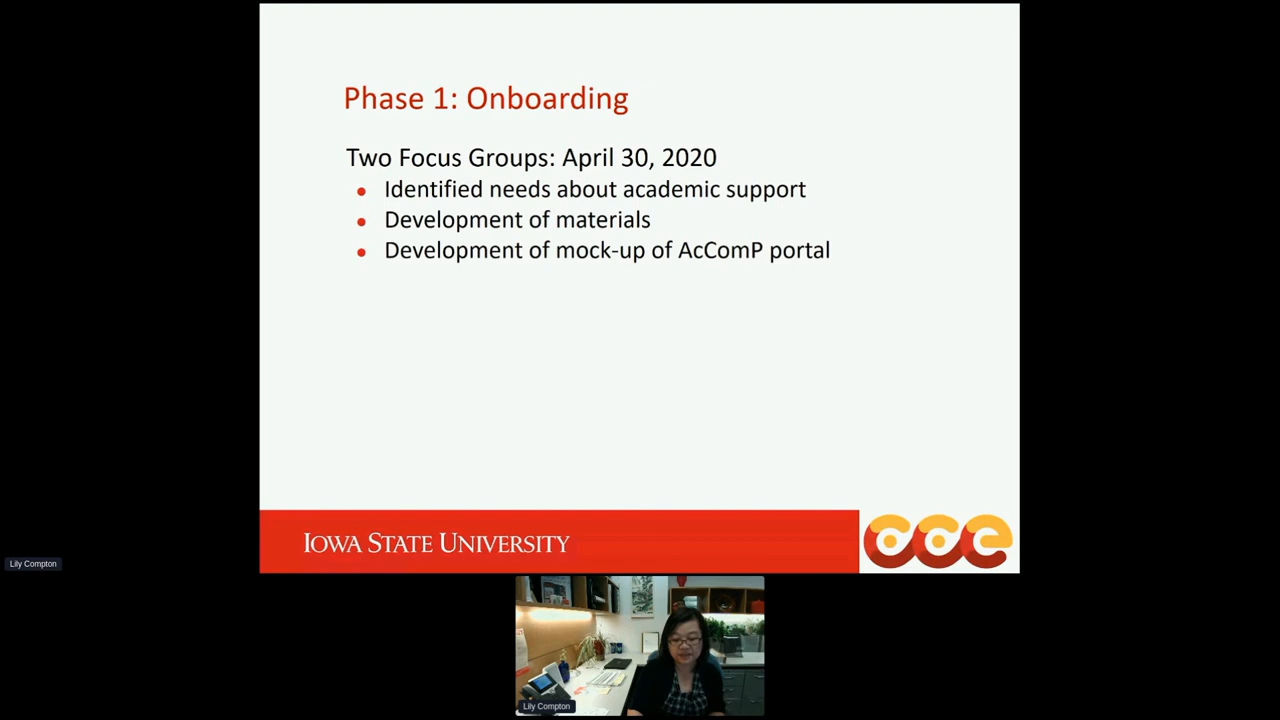 Phase 1: Onboarding
Two Focus Groups: April 30, 2020
Identified needs about academic support
Development of materials
Development of mock-up of AcComP portal
IOWA STATE UNIVERSITY
cce
Lily Compton
Lily Compton